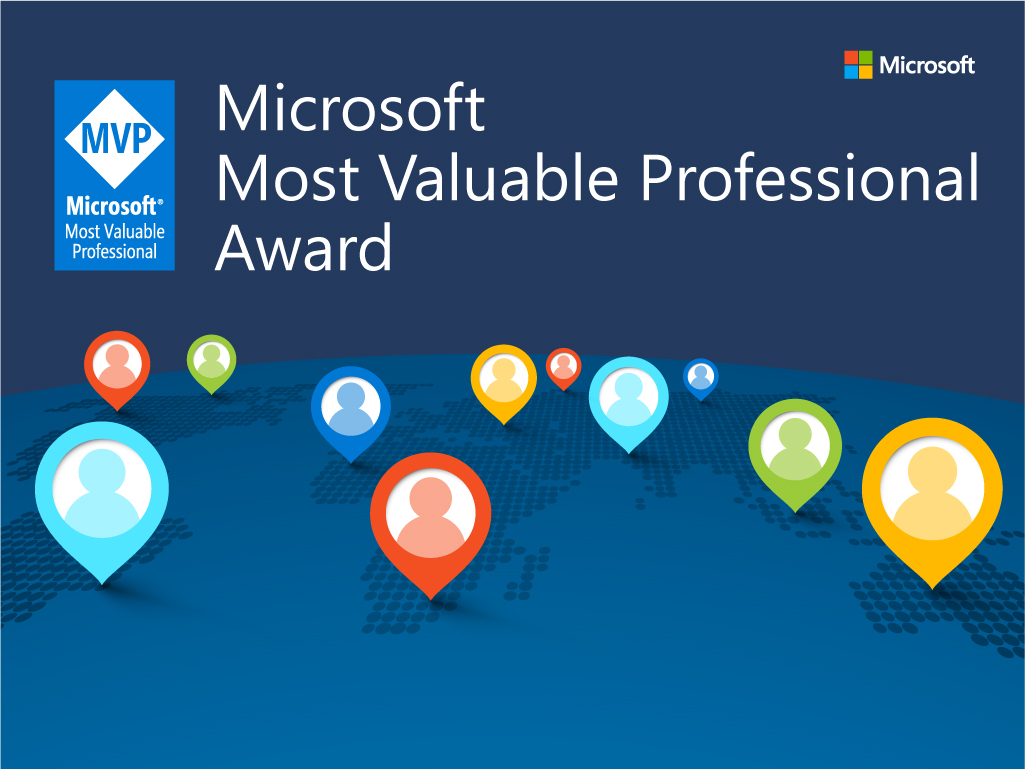 Microsoft
MVP
Microsoft®
Most Valuable
Professional
Microsoft
Most Valuable Professional
Award